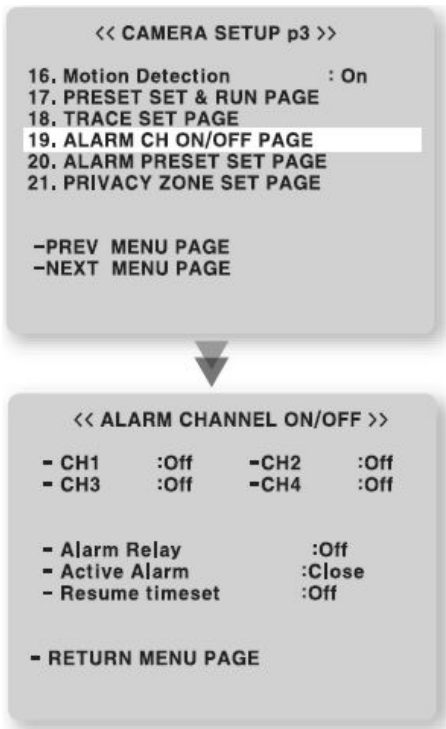 << CAMERA SETUP p3 >>
16. Motion Detection : On
17. PRESET SET & RUN PAGE
18. TRACE SET PAGE
19. ALARM CH ON/OFF PAGE
20. ALARM PRESET SET PAGE
21. PRIVACY ZONE SET PAGE
-PREV MENU PAGE
-NEXT MENU PAGE
<< ALARM CHANNEL ON/OFF >>
- CH1 :Off -CH2 :Off
- CH3 :Off -CH4 :Off
- Alarm Relay :Off
- Active Alarm :Close
- Resume timeset :Off
- RETURN MENU PAGE